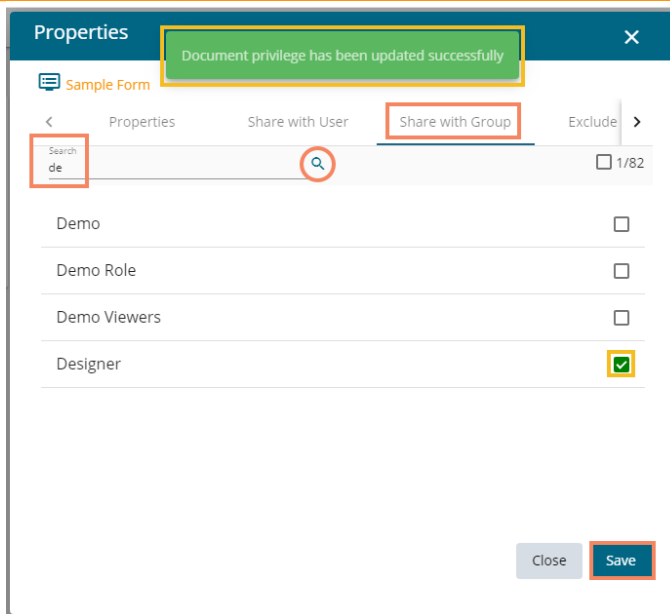 Properties
Document privilege has been updated successfully
Sample Form
Properties Share with User Share with Group Exclude
Search
de
1/82
Demo
Demo Role
Demo Viewers
Designer
Close Save